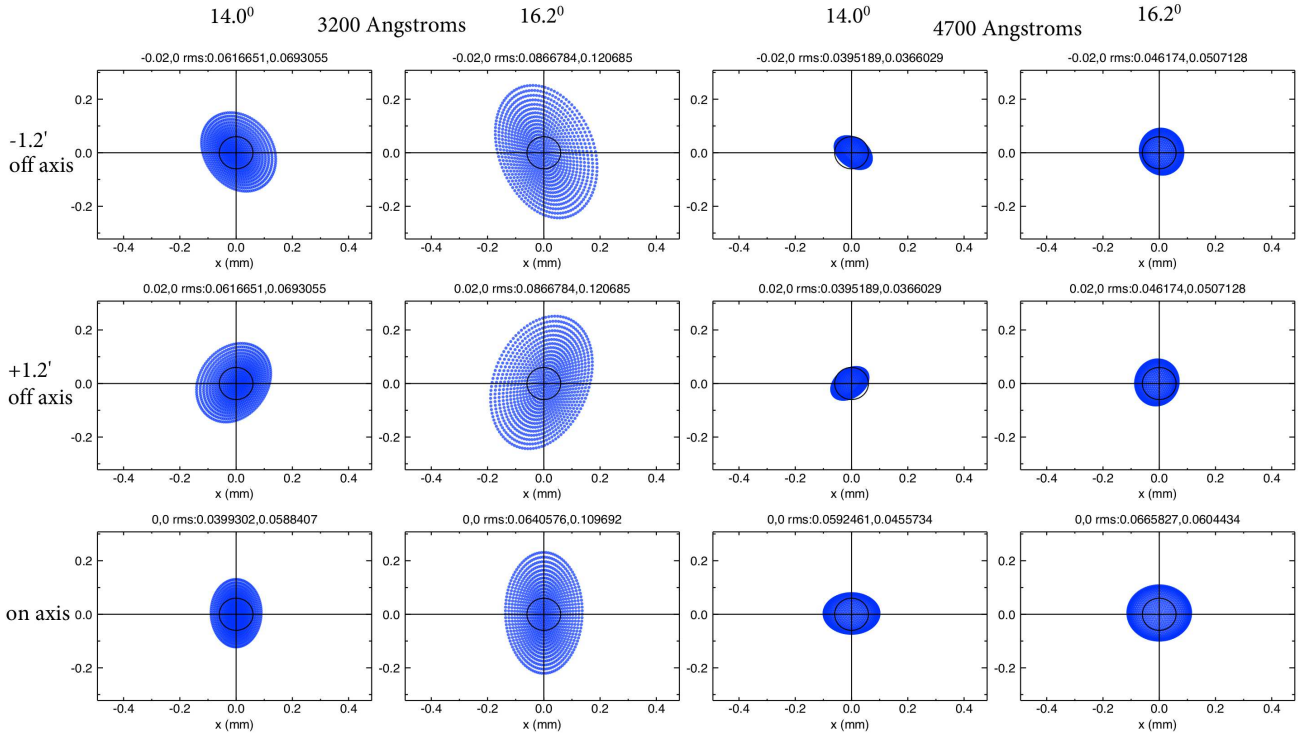 14.0⁰ 3200 Angstroms 16.2⁰ 14.0⁰ 4700 Angstroms 16.2⁰
-0.02,0 rms:0.0616651,0.0693055 -0.02,0 rms:0.0866784,0.120685 -0.02,0 rms:0.0395189,0.0366029 -0.02,0 rms:0.046174,0.0507128
-1.2'
off axis
0.2 0.2 0.2 0.2
0.0 0.0 0.0 0.0
-0.2 -0.2 -0.2 -0.2
-0.4 -0.2 0.0 0.2 0.4 -0.4 -0.2 0.0 0.2 0.4 -0.4 -0.2 0.0 0.2 0.4 -0.4 -0.2 0.0 0.2 0.4
x (mm) x (mm) x (mm) x (mm)
0.02,0 rms:0.0616651,0.0693055 0.02,0 rms:0.0866784,0.120685 0.02,0 rms:0.0395189,0.0366029 0.02,0 rms:0.046174,0.0507128
+1.2'
off axis
0.2 0.2 0.2 0.2
0.0 0.0 0.0 0.0
-0.2 -0.2 -0.2 -0.2
-0.4 -0.2 0.0 0.2 0.4 -0.4 -0.2 0.0 0.2 0.4 -0.4 -0.2 0.0 0.2 0.4 -0.4 -0.2 0.0 0.2 0.4
x (mm) x (mm) x (mm) x (mm)
0,0 rms:0.0399302,0.0588407 0,0 rms:0.0640576,0.109692 0,0 rms:0.0592461,0.0455734 0,0 rms:0.0665827,0.0604434
on axis
0.2 0.2 0.2 0.2
0.0 0.0 0.0 0.0
-0.2 -0.2 -0.2 -0.2
-0.4 -0.2 0.0 0.2 0.4 -0.4 -0.2 0.0 0.2 0.4 -0.4 -0.2 0.0 0.2 0.4 -0.4 -0.2 0.0 0.2 0.4
x (mm) x (mm) x (mm) x (mm)